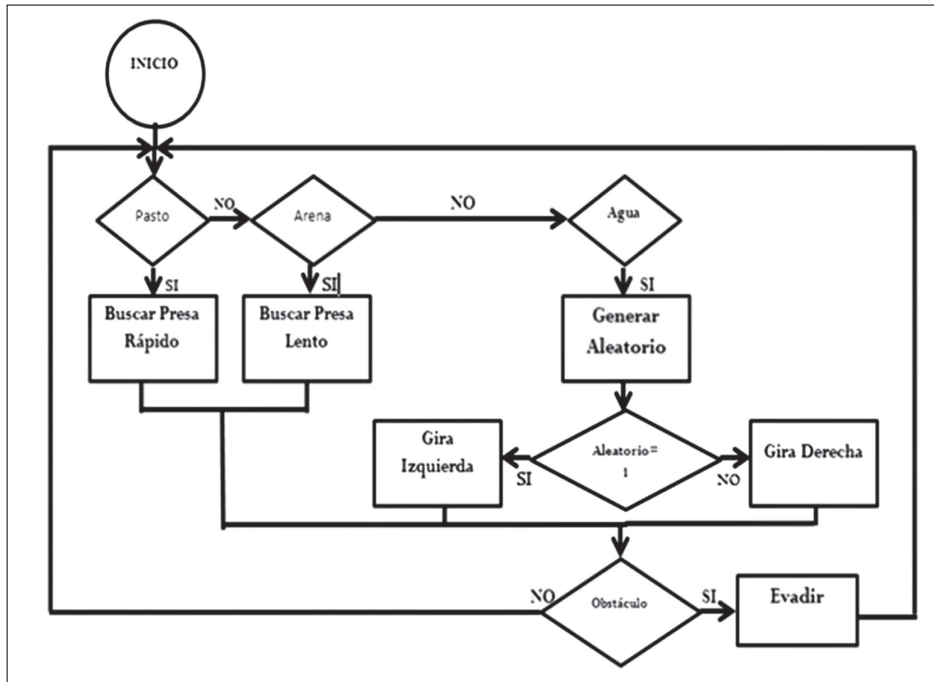 INICIO
Pasto
NO
Arena
NO
Agua
SI
SI
SI
Buscar Presa
Rápido
Buscar Presa
Lento
Generar
Aleatorio
Gira
Izquierda
SI
Aleatorio=
1
NO
Gira Derecha
NO
Obstáculo
SI
Evadir